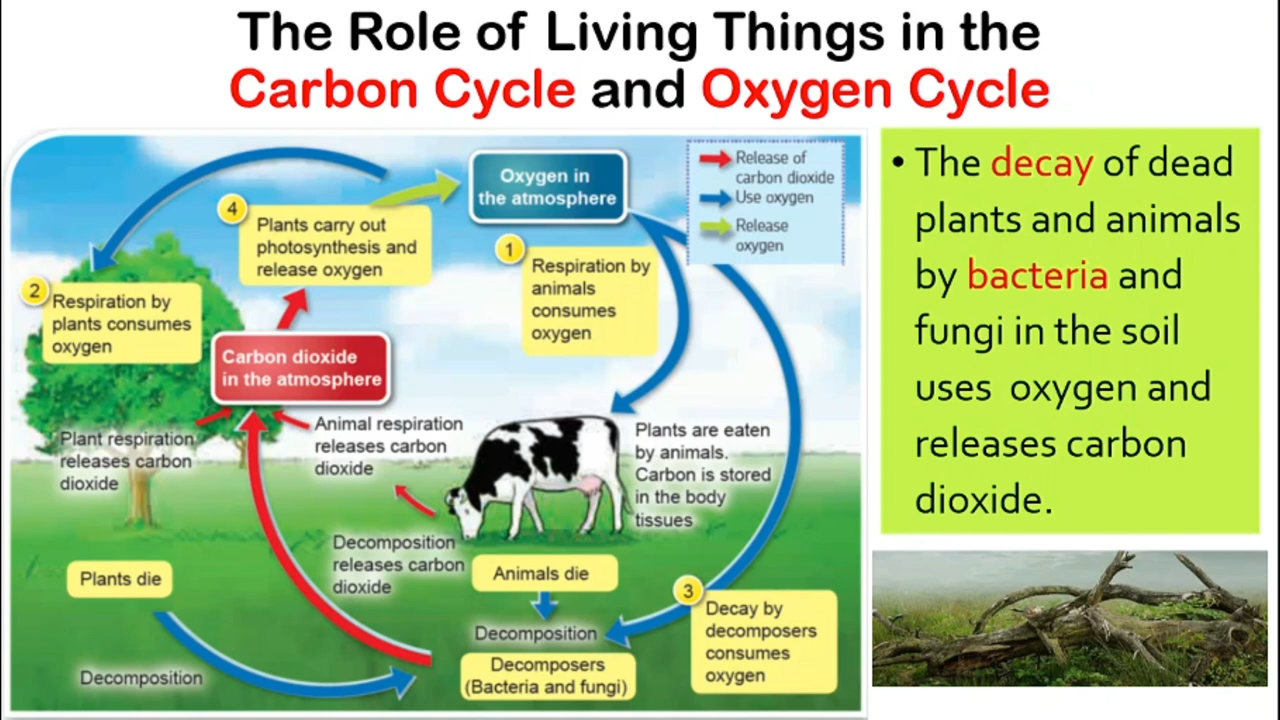 The Role of Living Things in the
Carbon Cycle and Oxygen Cycle
Oxygen in
the atmosphere
Release of
carbon dioxide
Use oxygen
Release
oxygen
4
Plants carry out
photosynthesis and
release oxygen
1
Respiration by
animals
consumes
oxygen
2
Respiration by
plants consumes
oxygen
Carbon dioxide
in the atmosphere
Plant respiration
releases carbon
dioxide
Animal respiration
releases carbon
dioxide
Plants are eaten
by animals.
Carbon is stored
in the body
tissues
Decomposition
releases carbon
dioxide
Plants die
Animals die
3
Decay by
decomposers
consumes
oxygen
Decomposition
Decomposition
Decomposers
(Bacteria and fungi)
• The decay of dead
plants and animals
by bacteria and
fungi in the soil
uses oxygen and
releases carbon
dioxide.